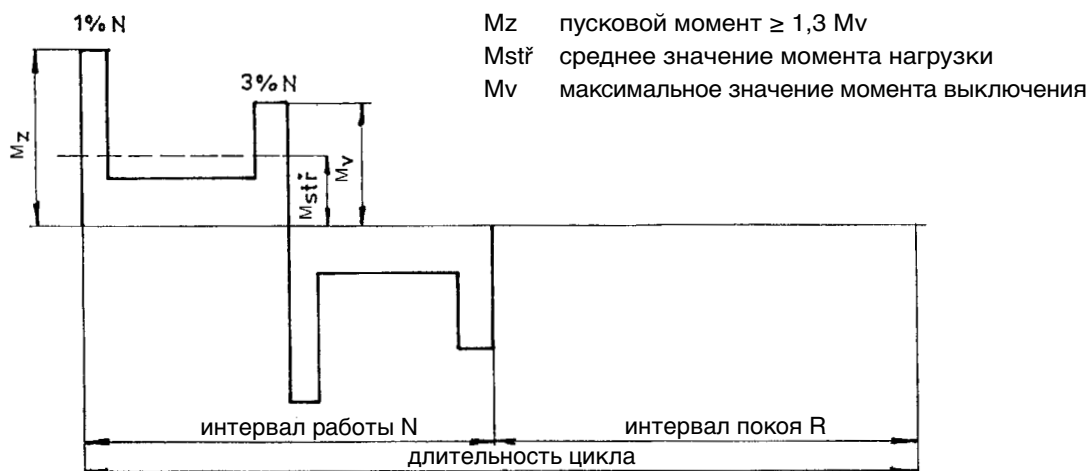 1% N
Mz пусковой момент ≥ 1,3 Mv
Mstř среднее значение момента нагрузки
3% N
Mv максимальное значение момента выключения
Mz
Mstř
Mv
интервал работы N
интервал покоя R
длительность цикла